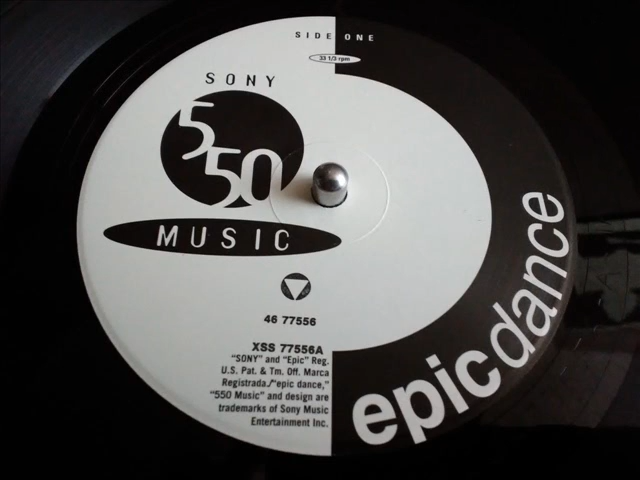 SIDE ONE
33 1/3 rpm
SONY
550
MUSIC
46 77556
XSS 77556A
"SONY" and "Epic" Reg.
U.S. Pat. & Tm. Off. Marca
Registrada./"epic dance,"
"550 Music" and design are
trademarks of Sony Music
Entertainment Inc.
epicdance